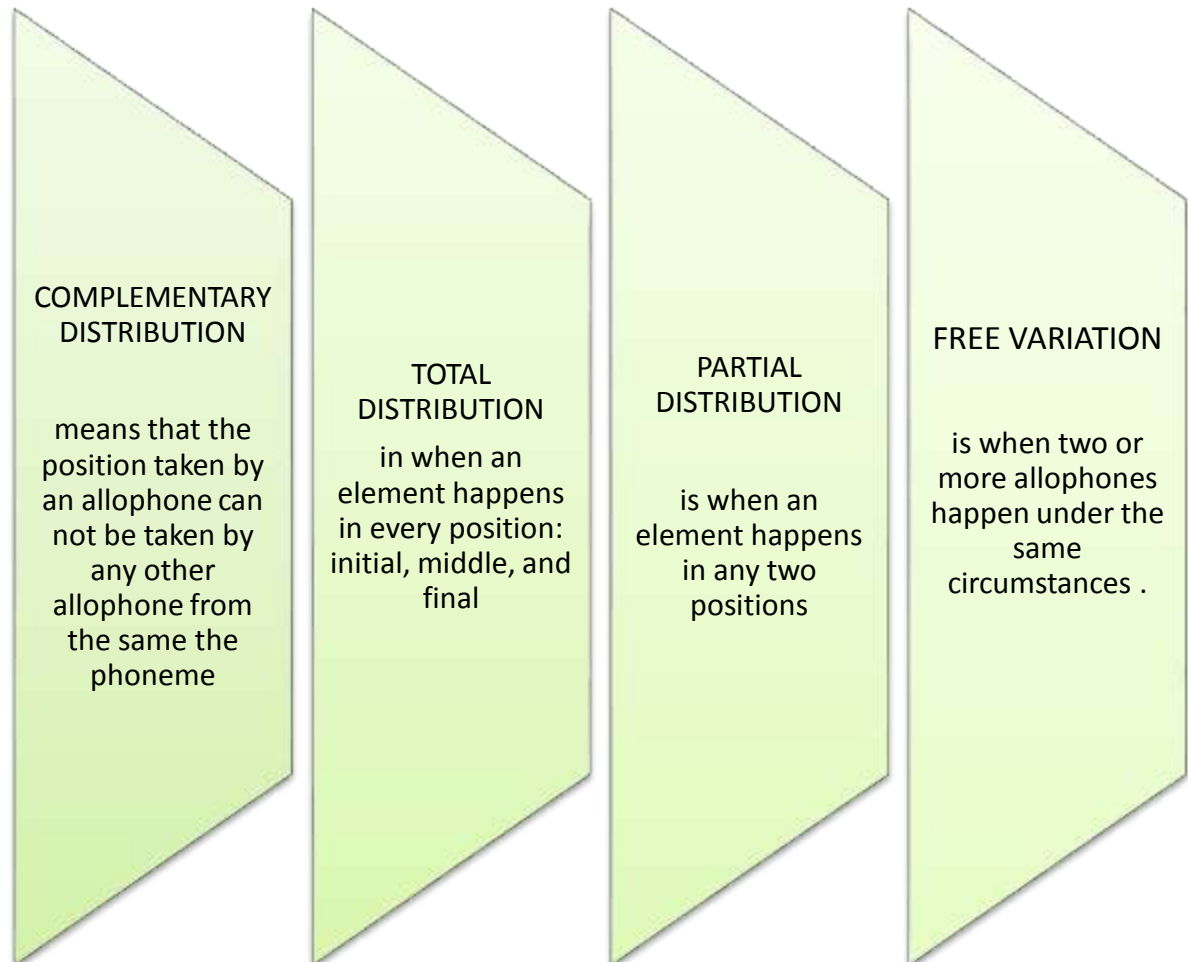 COMPLEMENTARY
DISTRIBUTION
means that the
position taken by
an allophone can
not be taken by
any other
allophone from
the same the
phoneme
TOTAL
DISTRIBUTION
in when an
element happens
in every position:
initial, middle, and
final
PARTIAL
DISTRIBUTION
is when an
element happens
in any two
positions
FREE VARIATION
is when two or
more allophones
happen under the
same
circumstances .